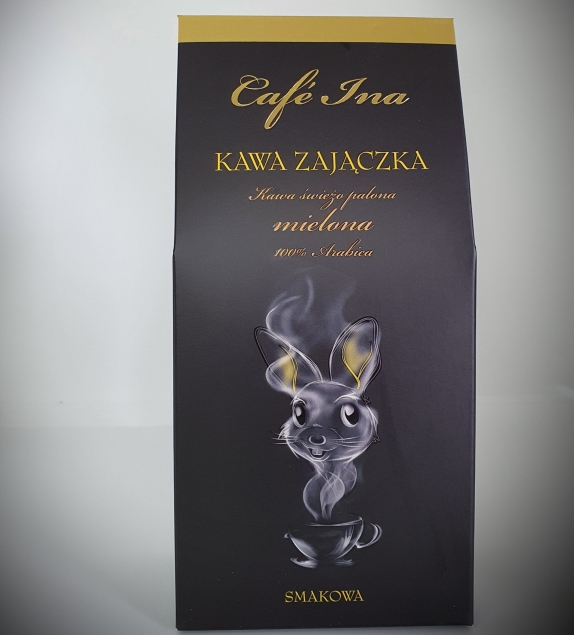 Café Ina
KAWA ZAJĄCZKA
Kawa świeżo palona
mielona
100% Arabica
SMAKOWA